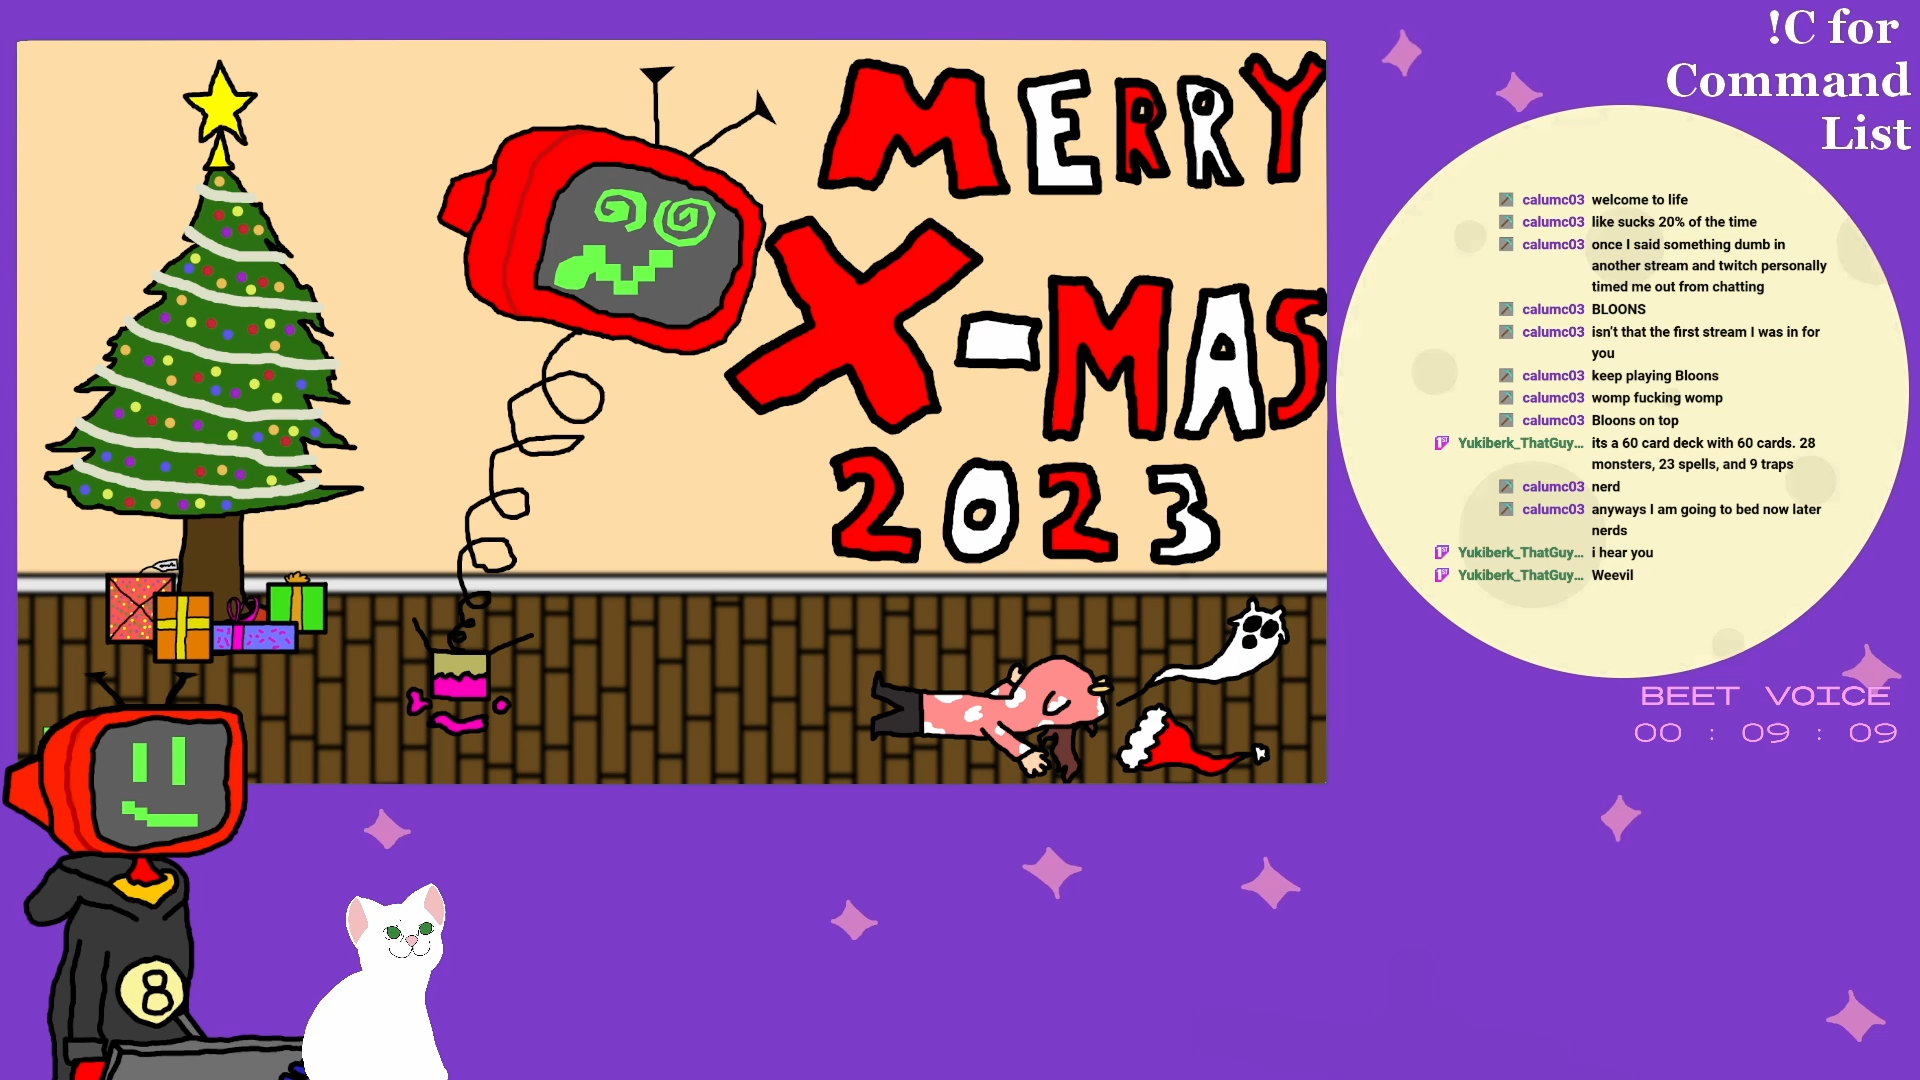 MERRY
X-MAS
2023
8
!C for
Command
List
calumc03 welcome to life
calumc03 like sucks 20% of the time
calumc03 once I said something dumb in
another stream and twitch personally
timed me out from chatting
calumc03 BLOONS
calumc03 isn't that the first stream I was in for
you
calumc03 keep playing Bloons
calumc03 womp fucking womp
calumc03 Bloons on top
Yukiberk_ThatGuy... its a 60 card deck with 60 cards. 28
monsters, 23 spells, and 9 traps
calumc03 nerd
calumc03 anyways I am going to bed now later
nerds
Yukiberk_ThatGuy... i hear you
Yukiberk_ThatGuy... Weevil
BEET VOICE
00 : 09 : 09